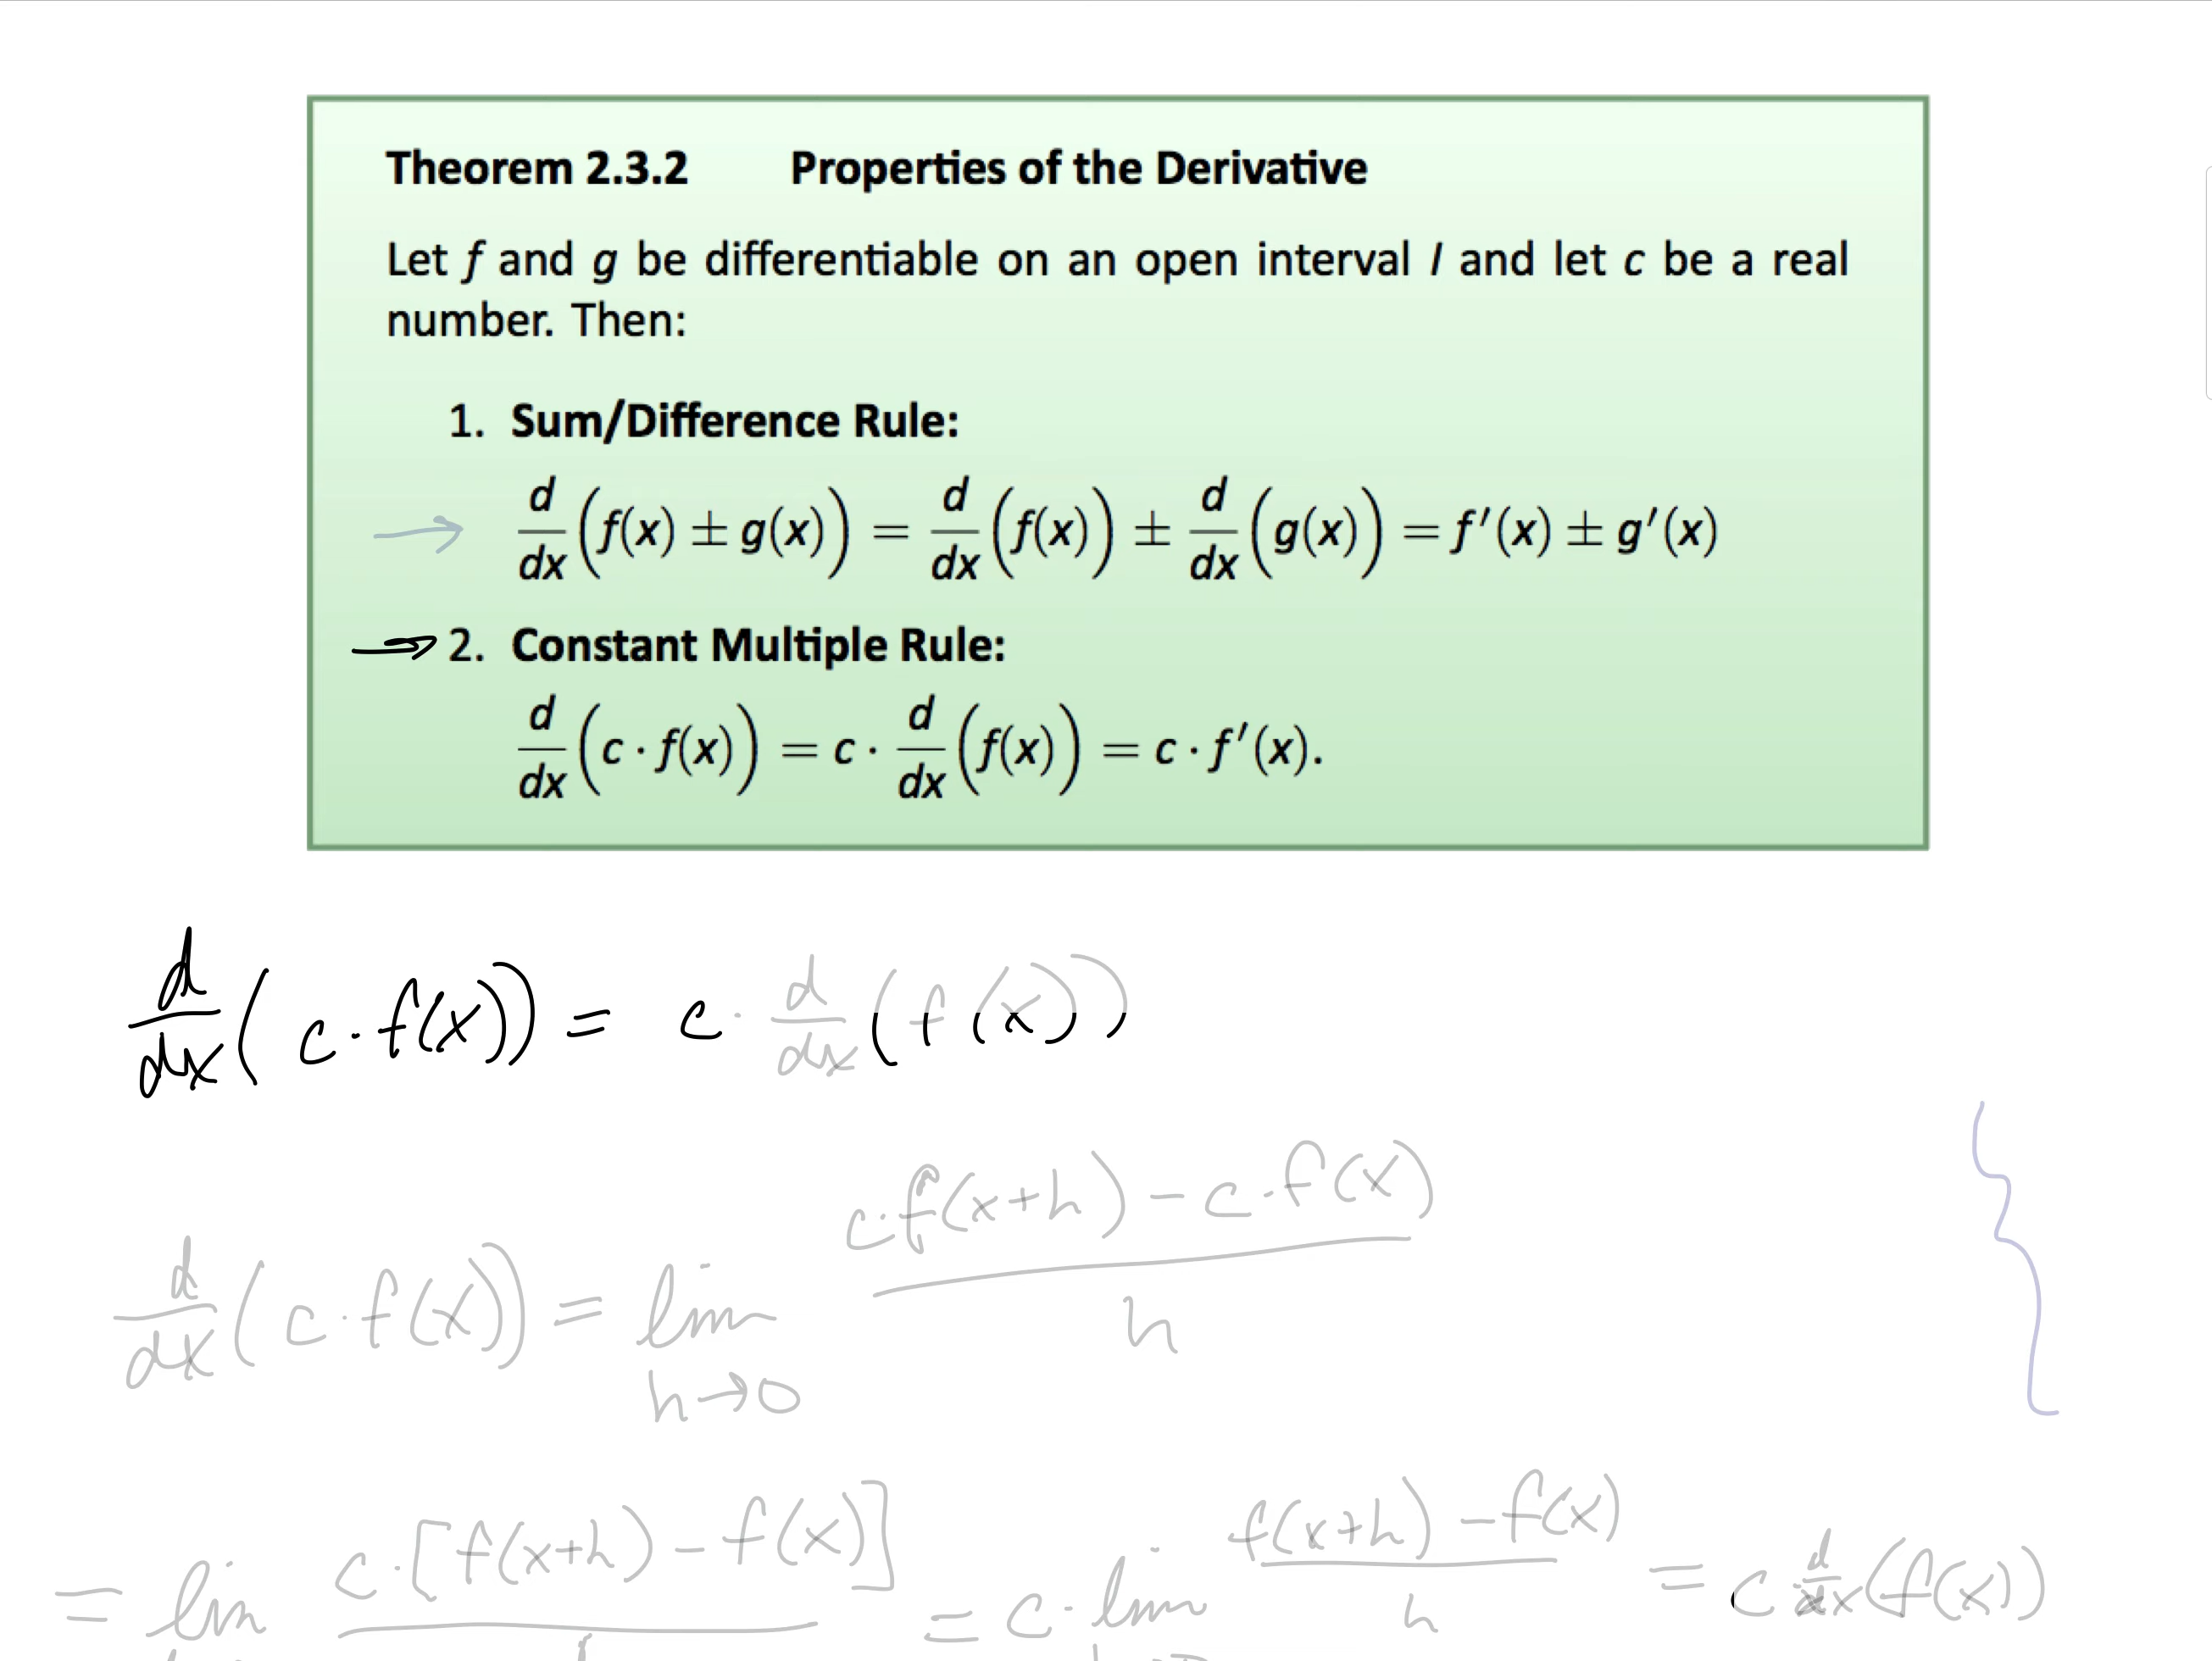 Theorem 2.3.2 Properties of the Derivative
Let f and g be differentiable on an open interval I and let c be a real
number. Then:
1. Sum/Difference Rule:
d/dx (f(x) ± g(x)) = d/dx (f(x)) ± d/dx (g(x)) = f′(x) ± g′(x)
→ 2. Constant Multiple Rule:
d/dx (c · f(x)) = c · d/dx (f(x)) = c · f′(x).
d/dx (c · f(x)) = c · d/dx (f(x))
d/dx (c · f(x)) = lim h→0 (c · f(x+h) − c · f(x))/h
= lim c · [f(x+h) − f(x)] = c · lim (f(x+h) − f(x))/h = c d/dx (f(x))